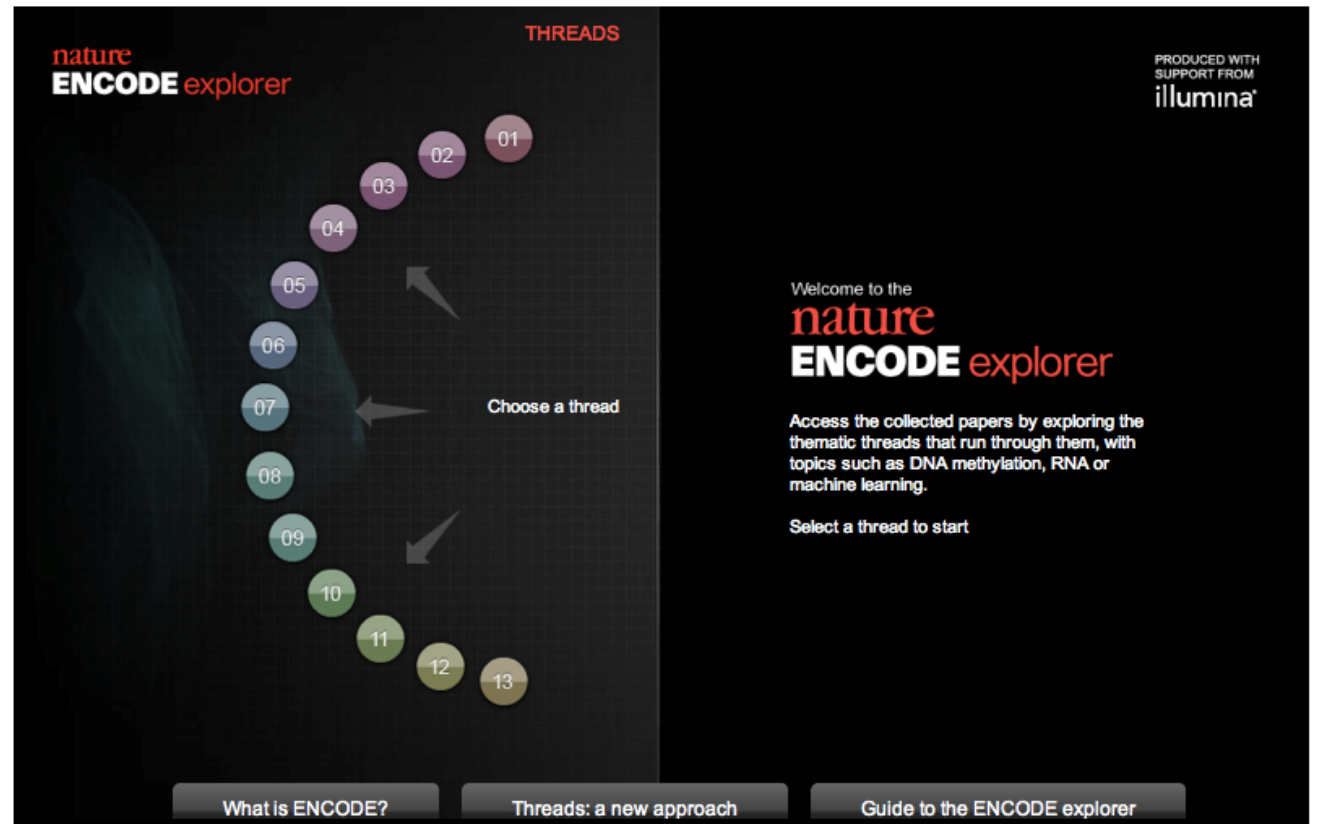 THREADS
nature
ENCODE explorer
PRODUCED WITH
SUPPORT FROM
illumina
01
02
03
04
05
06
07
08
09
10
11
12
13
Choose a thread
Welcome to the
nature
ENCODE explorer
Access the collected papers by exploring the
thematic threads that run through them, with
topics such as DNA methylation, RNA or
machine learning.
Select a thread to start
What is ENCODE?
Threads: a new approach
Guide to the ENCODE explorer